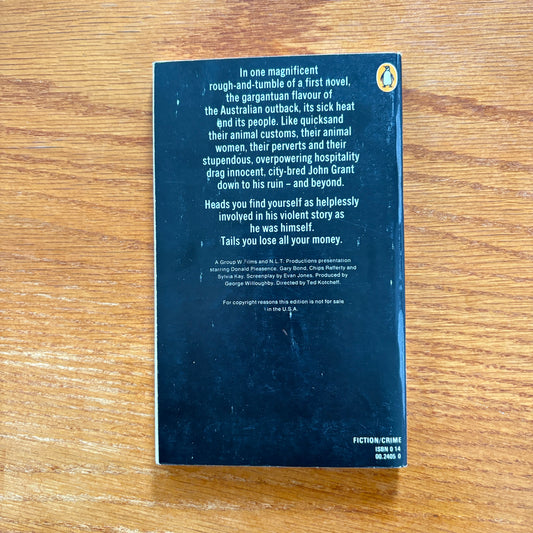 In one magnificent
rough-and-tumble of a first novel,
the gargantuan flavour of
the Australian outback, its sick heat
and its people. Like quicksand
their animal customs, their animal
women, their perverts and their
stupendous, overpowering hospitality
drag innocent, city-bred John Grant
down to his ruin – and beyond.
Heads you find yourself as helplessly
involved in his violent story as
he was himself.
Tails you lose all your money.
A Group W Films and N.L.T. Productions presentation
starring Donald Pleasence, Gary Bond, Chips Rafferty and
Sylvia Kay. Screenplay by Evan Jones. Produced by
George Willoughby. Directed by Ted Kotcheff.
For copyright reasons this edition is not for sale
in the U.S.A.
FICTION/CRIME
ISBN 0 14
00.2405 0